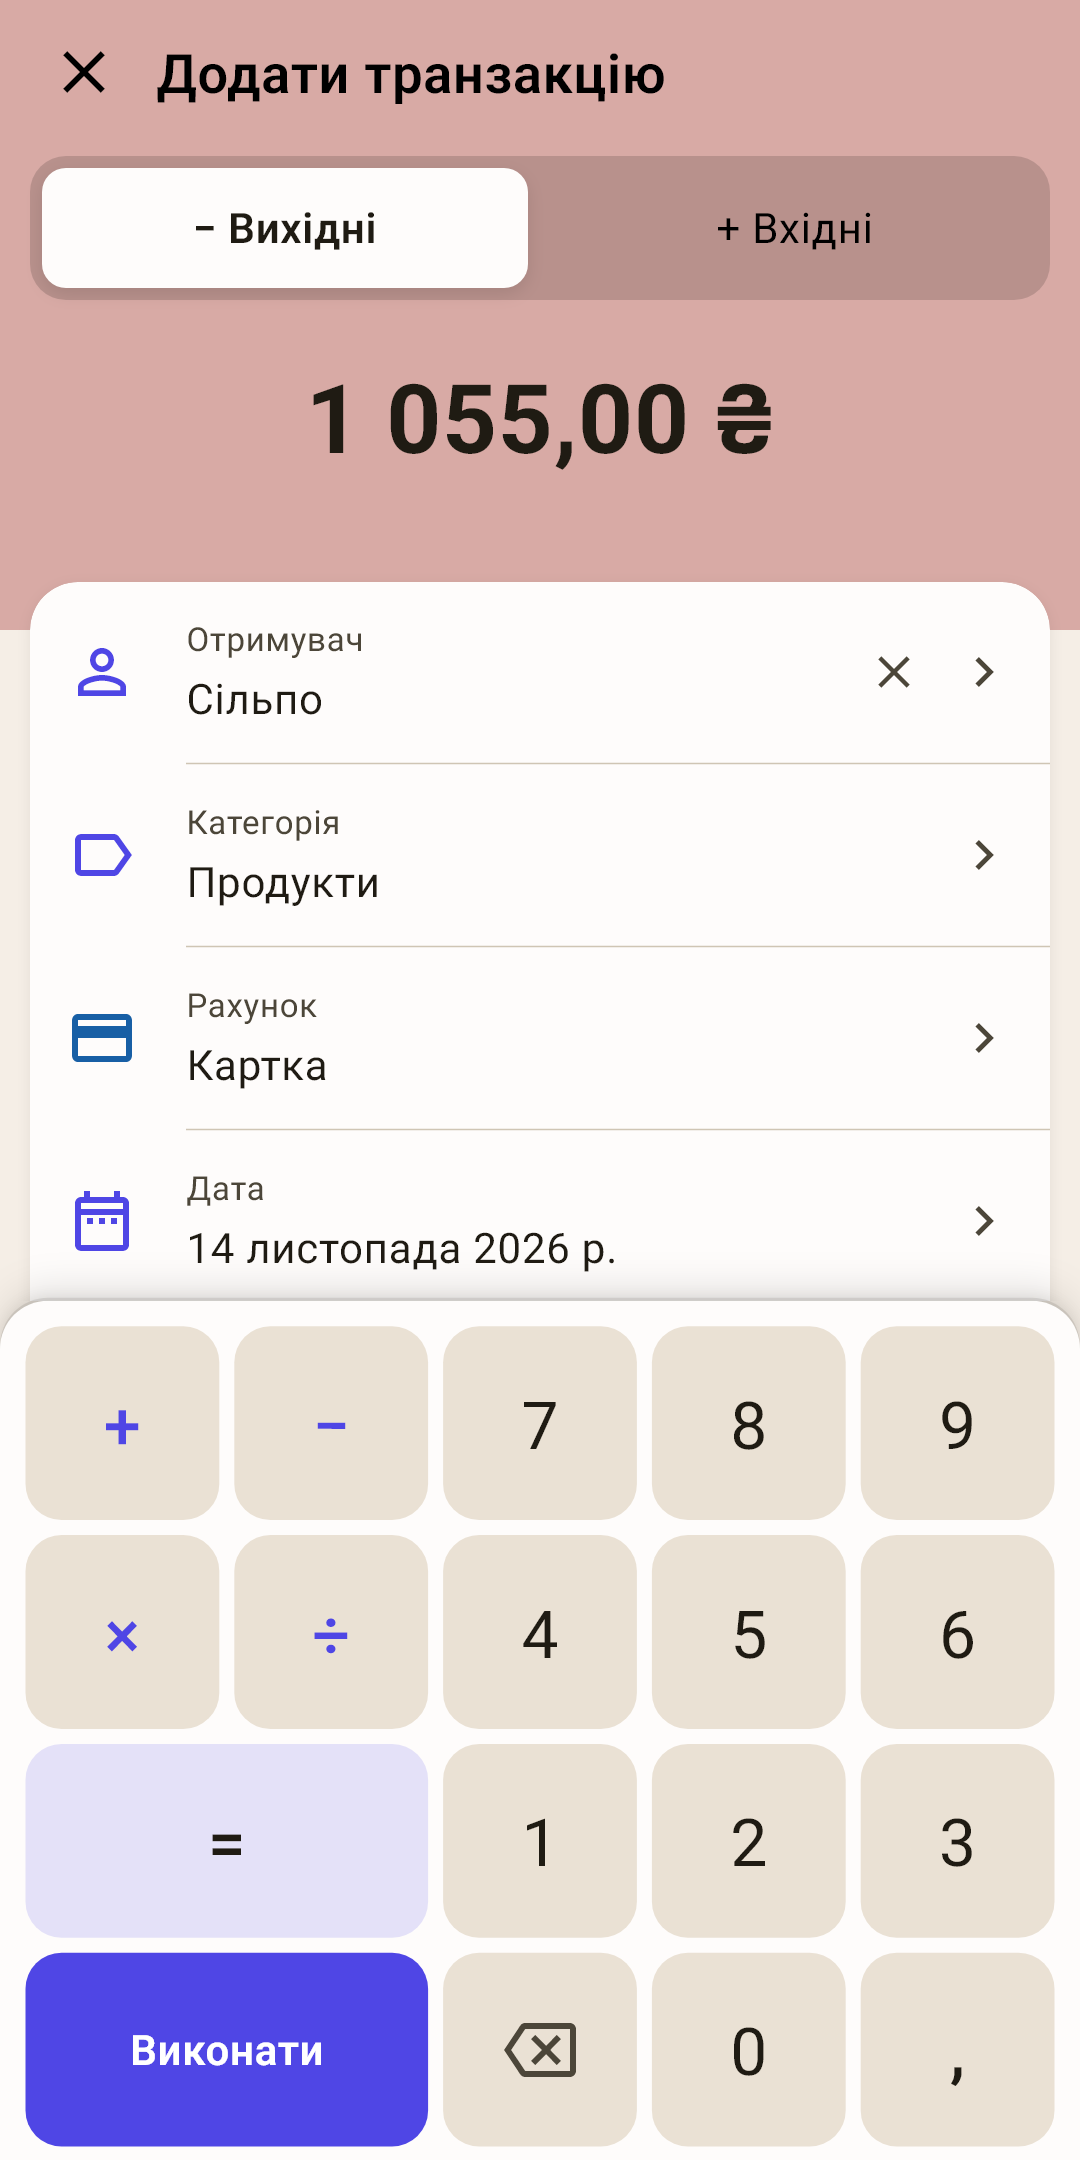 Додати транзакцію
− Вихідні
+ Вхідні
1 055,00 ₴
Отримувач
Сільпо
Категорія
Продукти
Рахунок
Картка
Дата
14 листопада 2026 р.
+ − 7 8 9
× ÷ 4 5 6
= 1 2 3
Виконати 0 ,